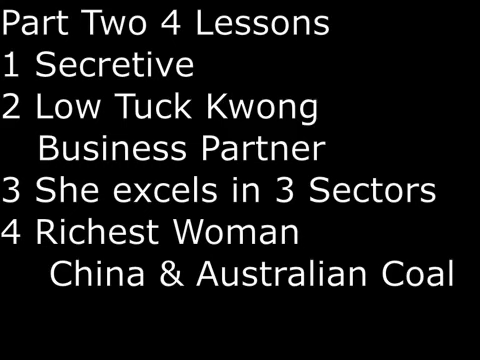 Part Two 4 Lessons
1 Secretive
2 Low Tuck Kwong
Business Partner
3 She excels in 3 Sectors
4 Richest Woman
China & Australian Coal